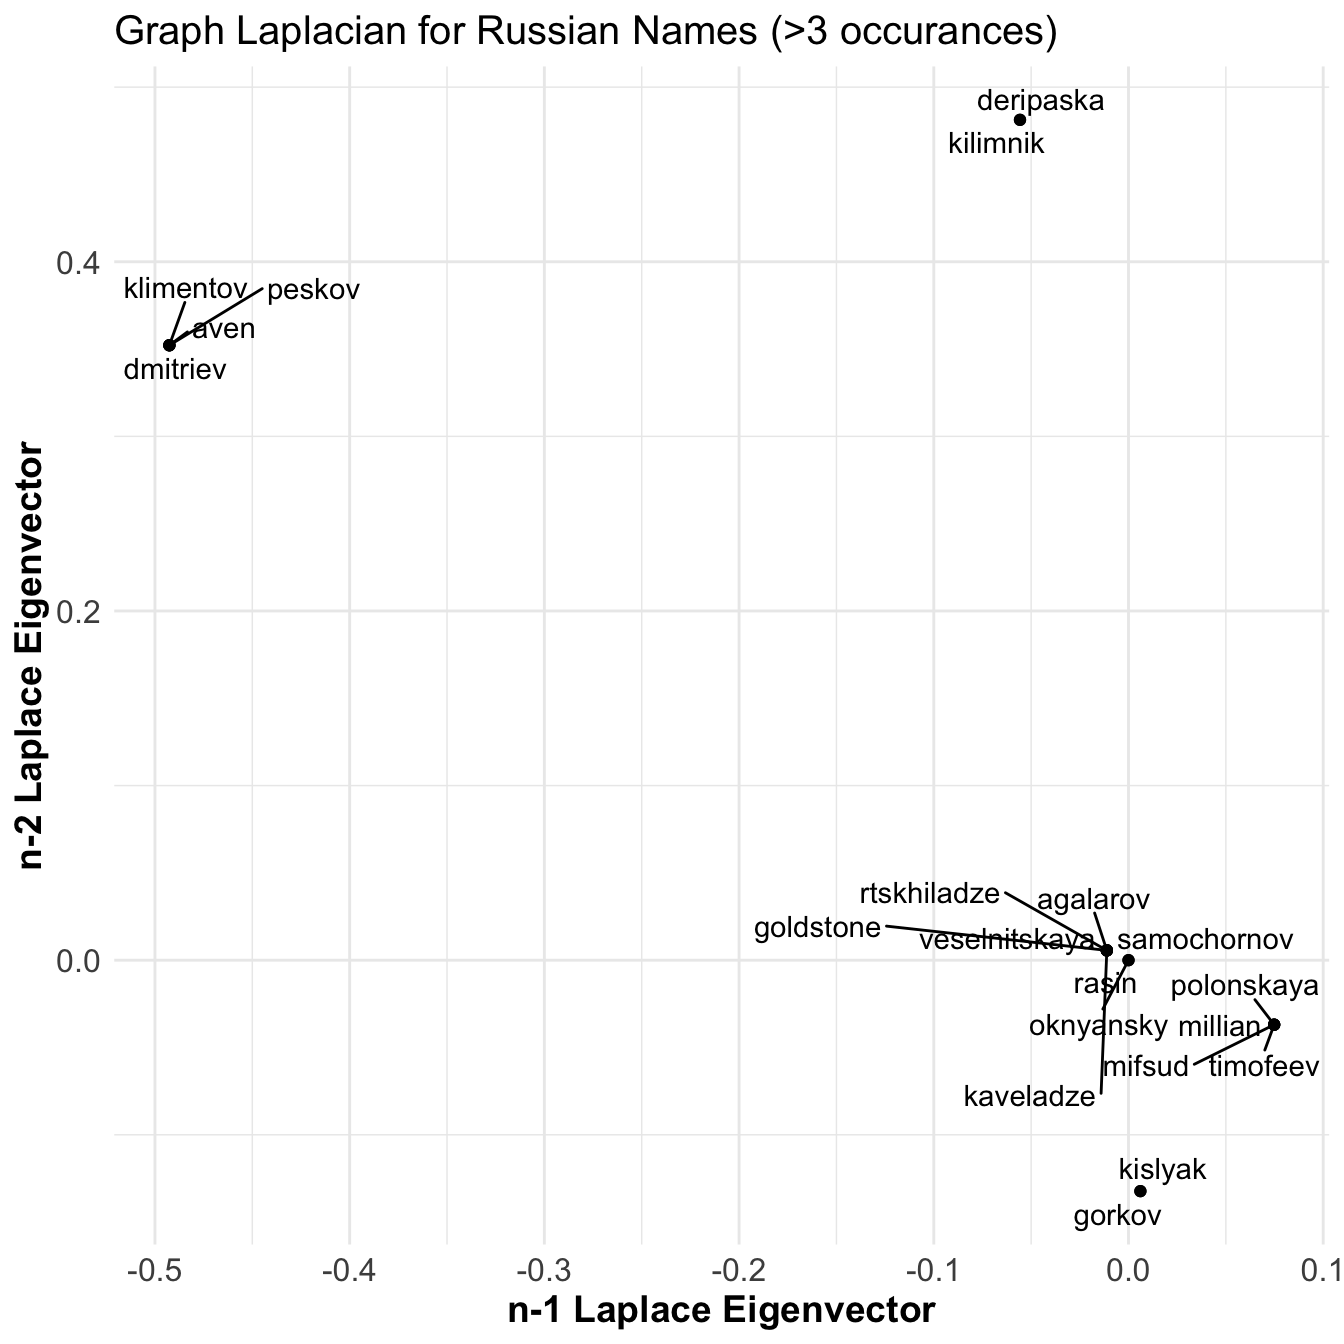 Graph Laplacian for Russian Names (>3 occurances)
deripaska
kilimnik
0.4
klimentov
peskov
aven
dmitriev
n-2 Laplace Eigenvector
0.2
rtskhiladze
agalarov
goldstone
veselnitskaya
samochornov
0.0
rasin
polonskaya
oknyansky
millian
mifsud
timofeev
kaveladze
kislyak
gorkov
-0.5
-0.4
-0.3
-0.2
-0.1
0.0
0.1
n-1 Laplace Eigenvector